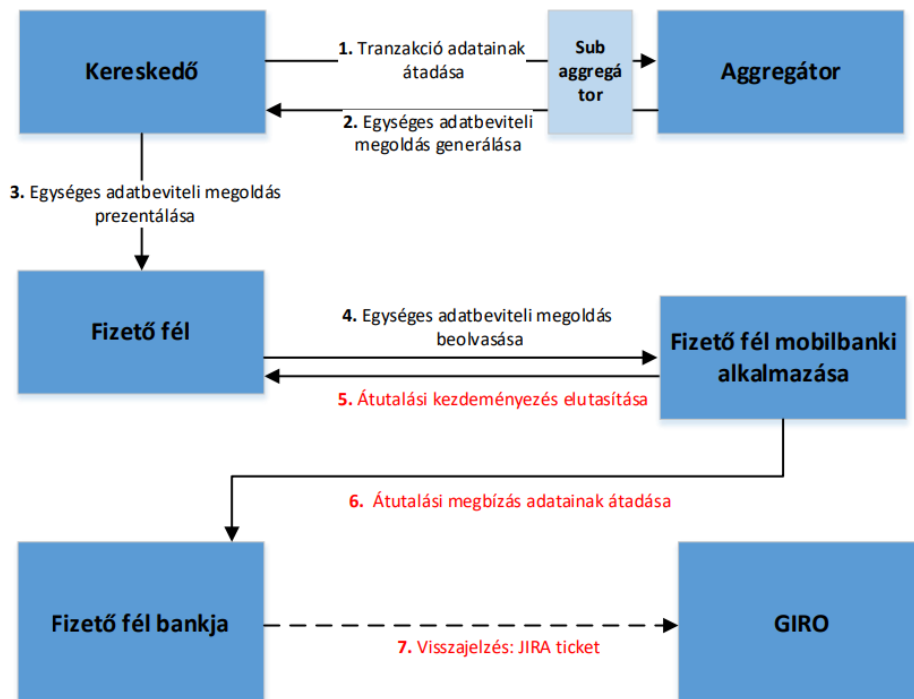 Kereskedő
1. Tranzakció adatainak
átadása
Sub
aggregá
tor
Aggregátor
2. Egységes adatbeviteli
megoldás generálása
3. Egységes adatbeviteli megoldás
prezentálása
Fizető fél
4. Egységes adatbeviteli megoldás
beolvasása
Fizető fél mobilbanki
alkalmazása
5. Átutalási kezdeményezés elutasítása
6. Átutalási megbízás adatainak átadása
Fizető fél bankja
7. Visszajelzés: JIRA ticket
GIRO